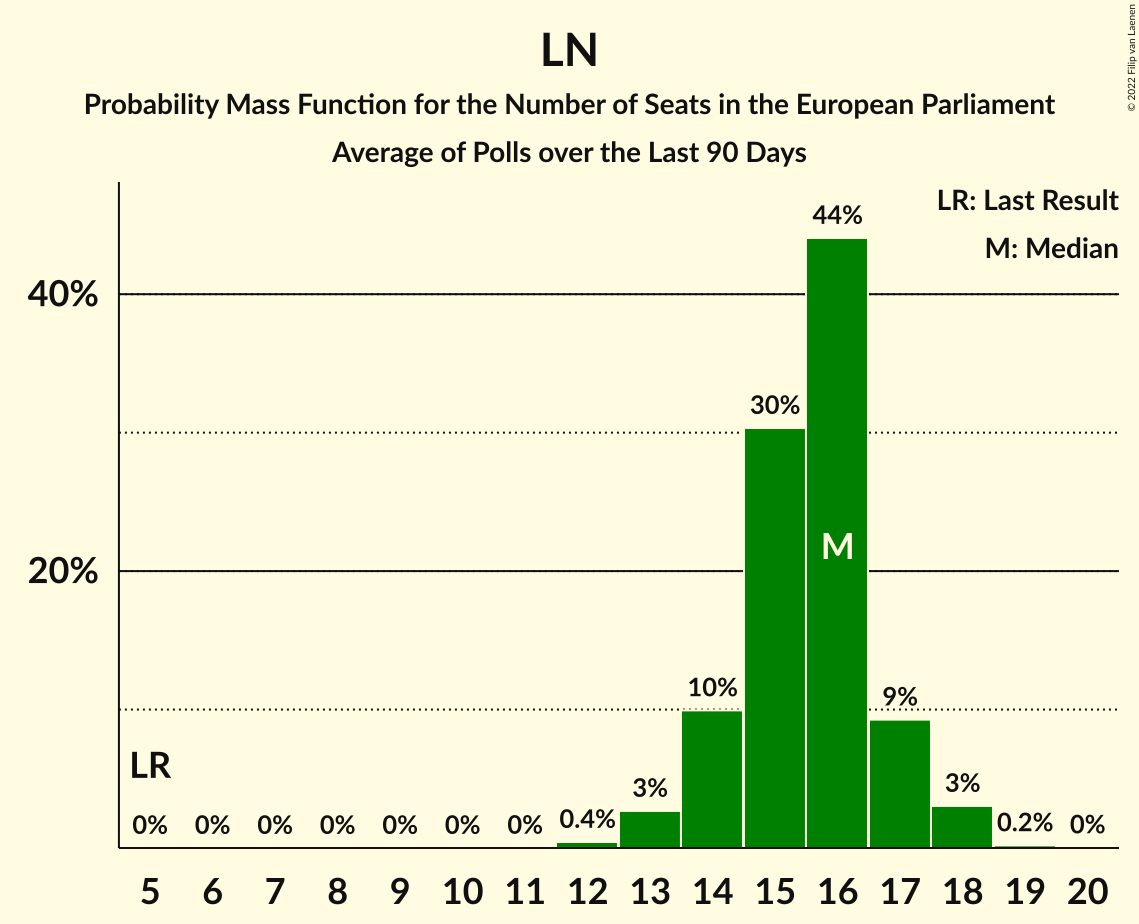 LN
Probability Mass Function for the Number of Seats in the European Parliament
Average of Polls over the Last 90 Days
© 2022 Filip van Laenen
LR: Last Result
M: Median
44%
40%
30%
M
20%
10%
9%
LR
3%
3%
0% 0% 0% 0% 0% 0% 0% 0.4% 0.2% 0%
5 6 7 8 9 10 11 12 13 14 15 16 17 18 19 20